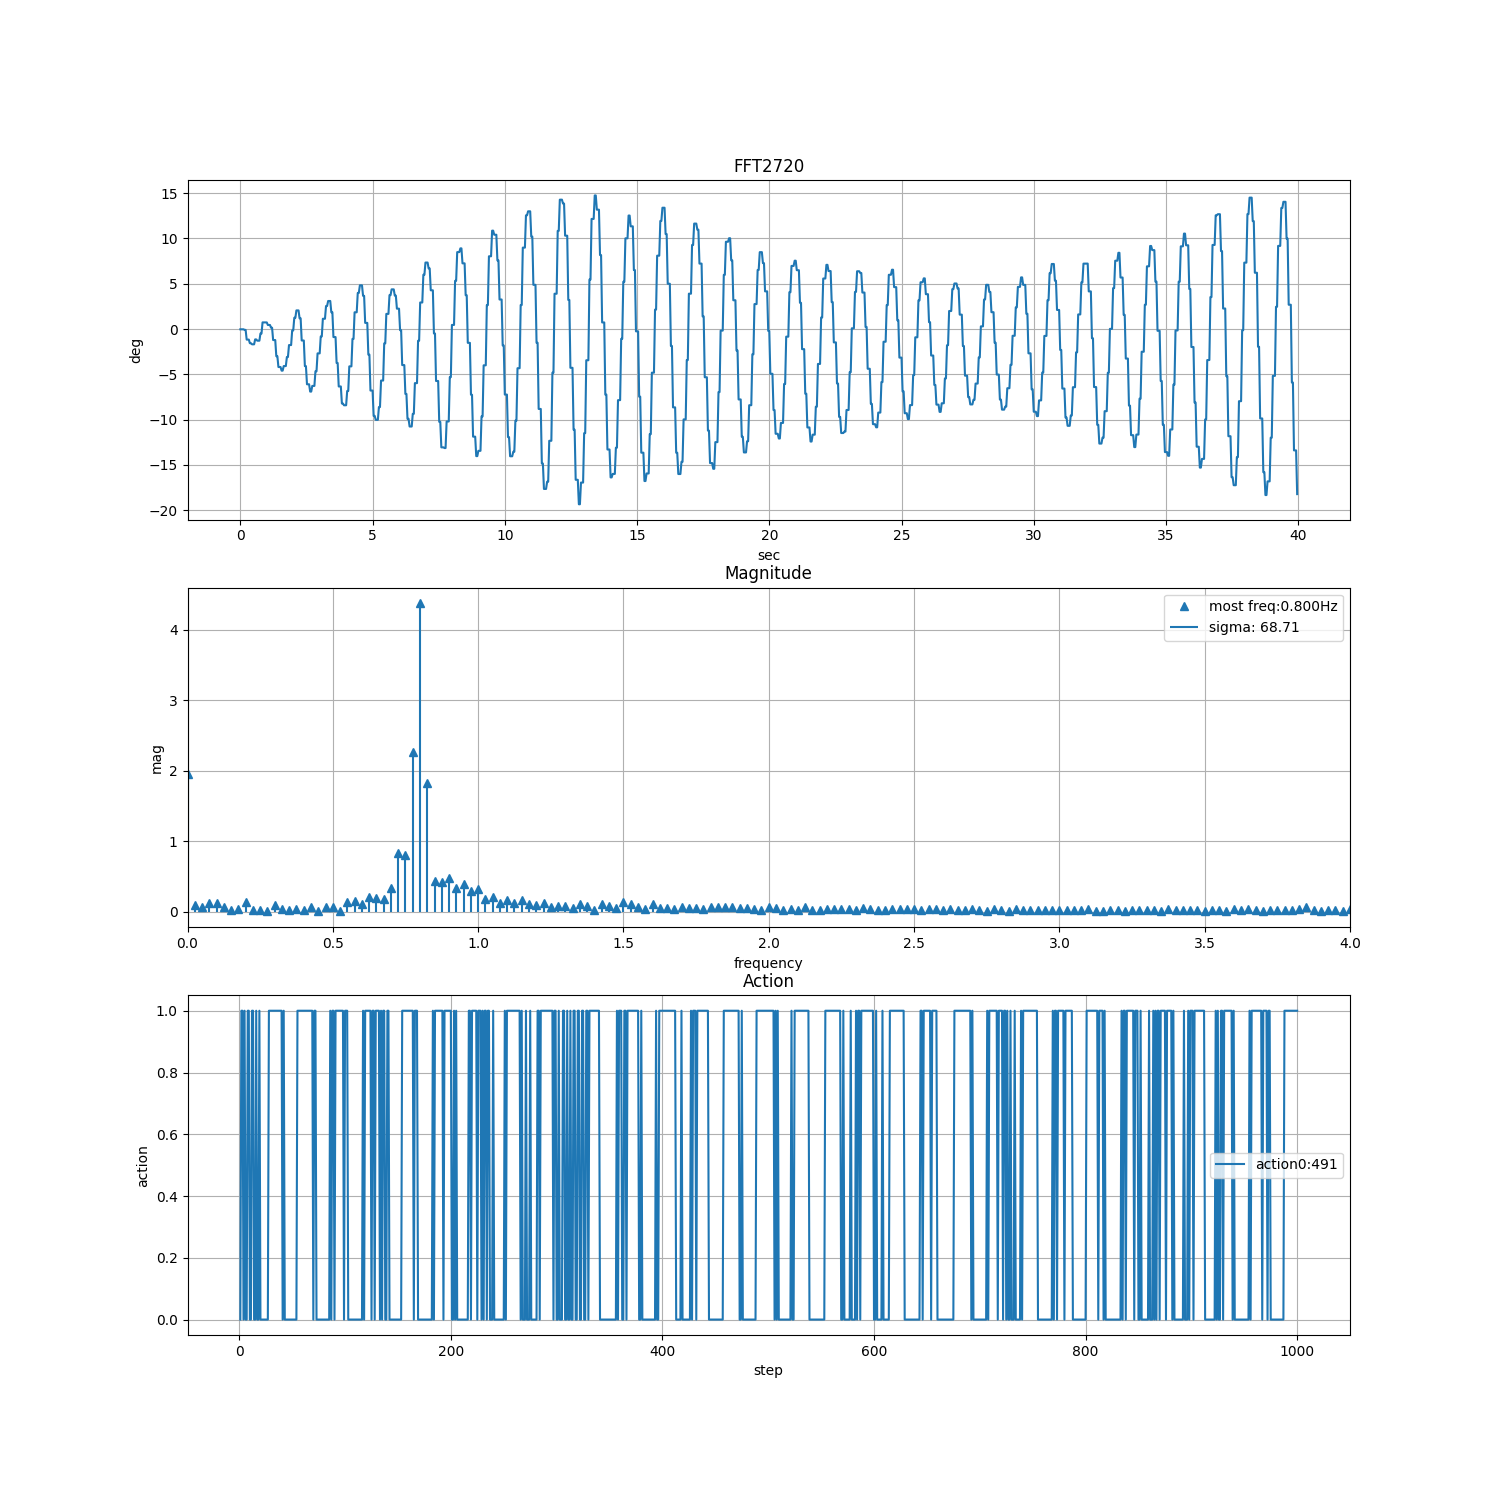 FFT2720
15
10
5
0
−5
−10
−15
−20
deg
0 5 10 15 20 25 30 35 40
sec
Magnitude
most freq:0.800Hz
sigma: 68.71
4
3
2
1
0
mag
0.0 0.5 1.0 1.5 2.0 2.5 3.0 3.5 4.0
frequency
Action
1.0
0.8
0.6
0.4
0.2
0.0
action
action0:491
0 200 400 600 800 1000
step